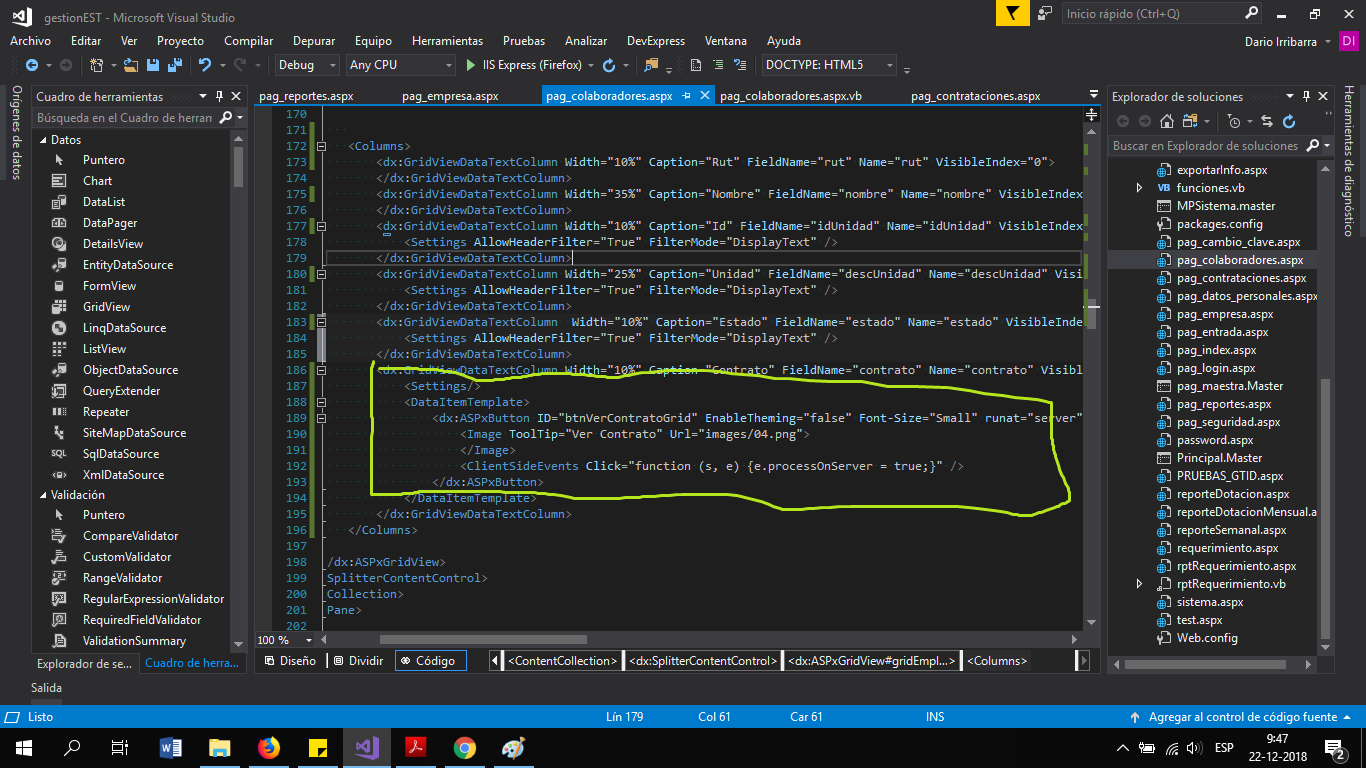 gestionEST - Microsoft Visual Studio
Inicio rápido (Ctrl+Q)
Archivo Editar Ver Proyecto Compilar Depurar Equipo Herramientas Pruebas Analizar DevExpress Ventana Ayuda
Dario Irribarra DI
Debug Any CPU IIS Express (Firefox) DOCTYPE: HTML5
Orígenes de datos
Cuadro de herramientas
Búsqueda en el Cuadro de herran
Datos
Puntero
Chart
DataList
DataPager
DetailsView
EntityDataSource
FormView
GridView
LinqDataSource
ListView
ObjectDataSource
QueryExtender
Repeater
SiteMapDataSource
SqlDataSource
XmlDataSource
Validación
Puntero
CompareValidator
CustomValidator
RangeValidator
RegularExpressionValidator
RequiredFieldValidator
ValidationSummary
Explorador de se... Cuadro de herra...
pag_reportes.aspx pag_empresa.aspx pag_colaboradores.aspx pag_colaboradores.aspx.vb pag_contrataciones.aspx
170
171
172 <Columns>
173 <dx:GridViewDataTextColumn Width="10%" Caption="Rut" FieldName="rut" Name="rut" VisibleIndex="0">
174 </dx:GridViewDataTextColumn>
175 <dx:GridViewDataTextColumn Width="35%" Caption="Nombre" FieldName="nombre" Name="nombre" VisibleIndex
176 </dx:GridViewDataTextColumn>
177 <dx:GridViewDataTextColumn Width="10%" Caption="Id" FieldName="idUnidad" Name="idUnidad" VisibleIndex
178 <Settings AllowHeaderFilter="True" FilterMode="DisplayText" />
179 </dx:GridViewDataTextColumn>
180 <dx:GridViewDataTextColumn Width="25%" Caption="Unidad" FieldName="descUnidad" Name="descUnidad" Visi
181 <Settings AllowHeaderFilter="True" FilterMode="DisplayText" />
182 </dx:GridViewDataTextColumn>
183 <dx:GridViewDataTextColumn Width="10%" Caption="Estado" FieldName="estado" Name="estado" VisibleInde
184 <Settings AllowHeaderFilter="True" FilterMode="DisplayText" />
185 </dx:GridViewDataTextColumn>
186 <dx:GridViewDataTextColumn Width="10%" Caption="Contrato" FieldName="contrato" Name="contrato" Visibl
187 <Settings/>
188 <DataItemTemplate>
189 <dx:ASPxButton ID="btnVerContratoGrid" EnableTheming="false" Font-Size="Small" runat="server"
190 <Image ToolTip="Ver Contrato" Url="images/04.png">
191 </Image>
192 <ClientSideEvents Click="function (s, e) {e.processOnServer = true;}" />
193 </dx:ASPxButton>
194 </DataItemTemplate>
195 </dx:GridViewDataTextColumn>
196 </Columns>
197
198 /dx:ASPxGridView>
199 SplitterContentControl>
200 Collection>
201 Pane>
202
100 %
Diseño Dividir Código <ContentCollection> <dx:SplitterContentControl> <dx:ASPxGridView#gridEmpl...> <Columns>
Explorador de soluciones
Buscar en Explorador de soluciones
exportarInfo.aspx
funciones.vb
MPSistema.master
packages.config
pag_cambio_clave.aspx
pag_colaboradores.aspx
pag_contrataciones.aspx
pag_datos_personales.aspx
pag_empresa.aspx
pag_entrada.aspx
pag_index.aspx
pag_login.aspx
pag_maestra.Master
pag_reportes.aspx
pag_seguridad.aspx
password.aspx
Principal.Master
PRUEBAS_GTID.aspx
reporteDotacion.aspx
reporteDotacionMensual.a
reporteSemanal.aspx
requerimiento.aspx
rptRequerimiento.aspx
rptRequerimiento.vb
sistema.aspx
test.aspx
Web.config
Herramientas de diagnóstico
Salida
Listo Lín 179 Col 61 Car 61 INS Agregar al control de código fuente
ESP 9:47
22-12-2018 2